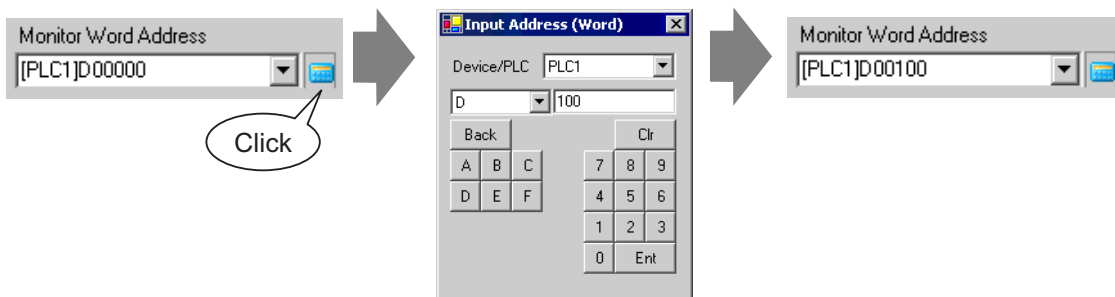 Monitor Word Address
[PLC1]D00000
Click
Input Address (Word)
Device/PLC PLC1
D 100
Back Clr
A B C 7 8 9
D E F 4 5 6
1 2 3
0 Ent
Monitor Word Address
[PLC1]D00100